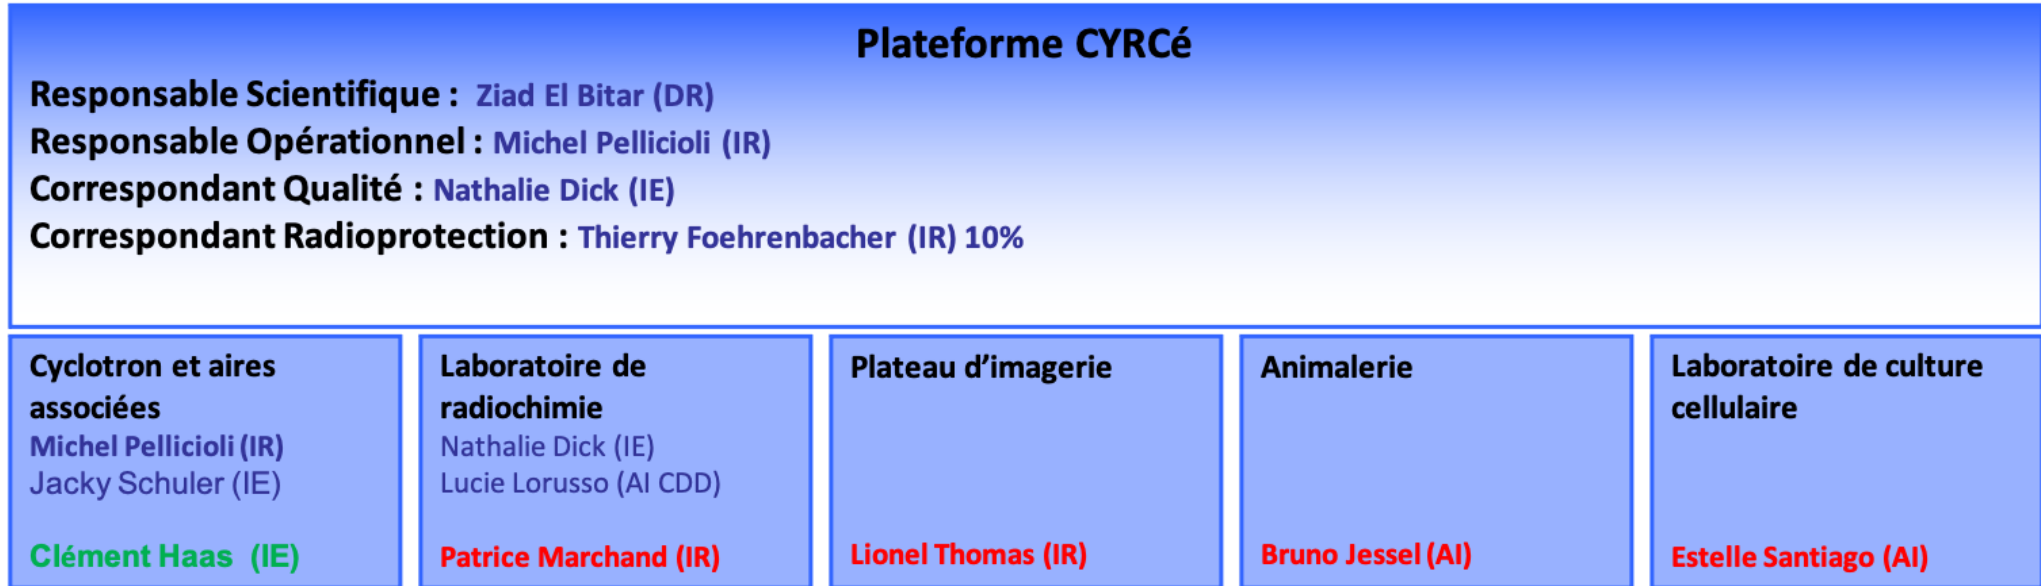 Plateforme CYRCé
Responsable Scientifique : Ziad El Bitar (DR)
Responsable Opérationnel : Michel Pellicioli (IR)
Correspondant Qualité : Nathalie Dick (IE)
Correspondant Radioprotection : Thierry Foehrenbacher (IR) 10%
Cyclotron et aires
associées
Michel Pellicioli (IR)
Jacky Schuler (IE)
Clément Haas (IE)
Laboratoire de
radiochimie
Nathalie Dick (IE)
Lucie Lorusso (AI CDD)
Patrice Marchand (IR)
Plateau d'imagerie
Lionel Thomas (IR)
Animalerie
Bruno Jessel (AI)
Laboratoire de culture
cellulaire
Estelle Santiago (AI)